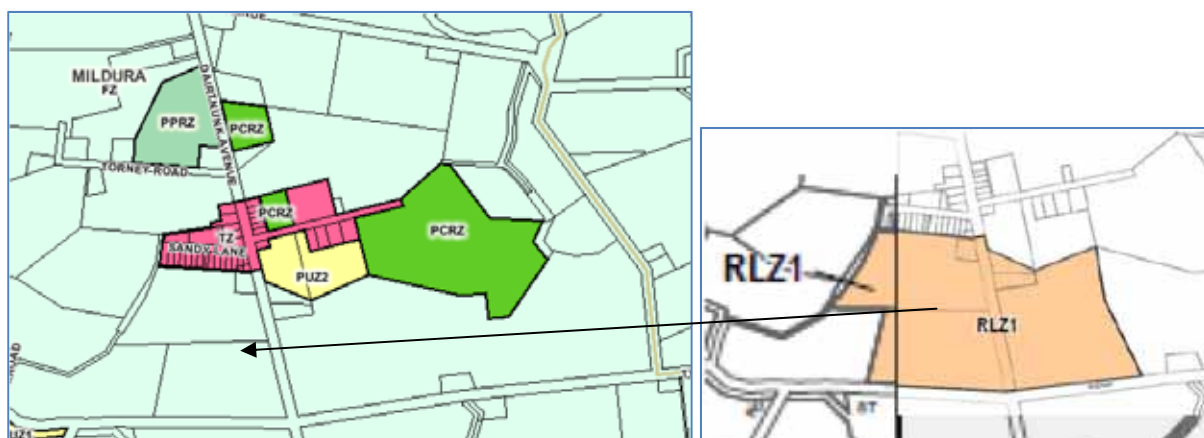 MILDURA
FZ
PPRZ
PCRZ
TORNEY-ROAD
PCRZ
TZ
SANDY LANE
PUZ2
PCRZ
RLZ1
RLZ1